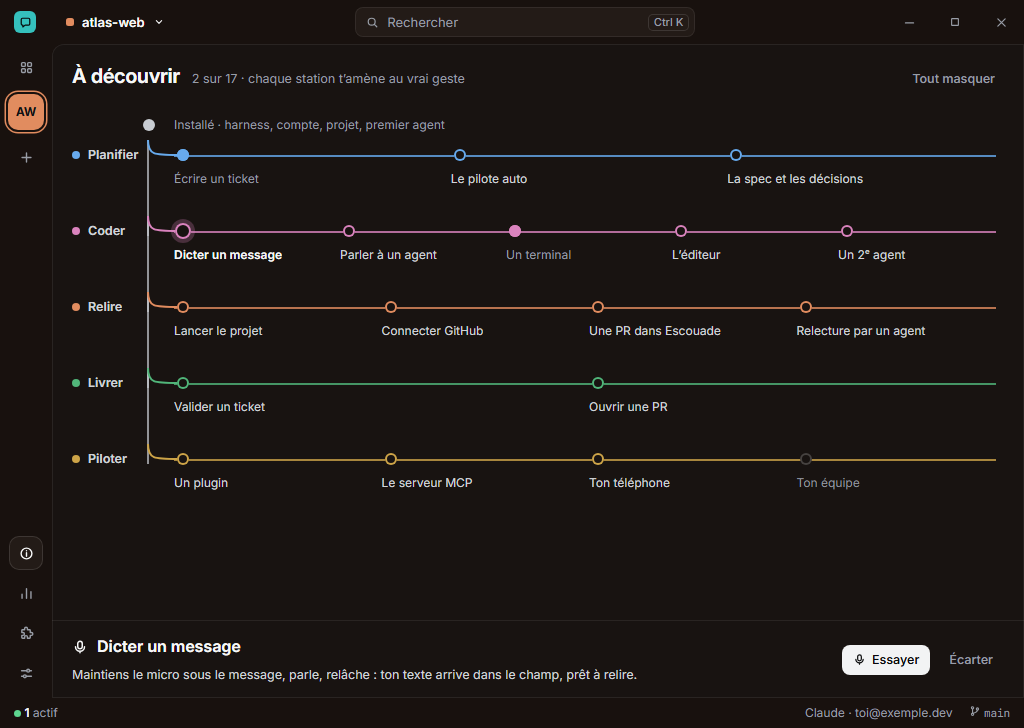 atlas-web
Rechercher
Ctrl K
À découvrir
2 sur 17 · chaque station t'amène au vrai geste
Tout masquer
AW
Installé · harness, compte, projet, premier agent
Planifier
Écrire un ticket
Le pilote auto
La spec et les décisions
Coder
Dicter un message
Parler à un agent
Un terminal
L'éditeur
Un 2ᵉ agent
Relire
Lancer le projet
Connecter GitHub
Une PR dans Escouade
Relecture par un agent
Livrer
Valider un ticket
Ouvrir une PR
Piloter
Un plugin
Le serveur MCP
Ton téléphone
Ton équipe
Dicter un message
Maintiens le micro sous le message, parle, relâche : ton texte arrive dans le champ, prêt à relire.
Essayer
Écarter
1 actif
Claude · toi@exemple.dev
main